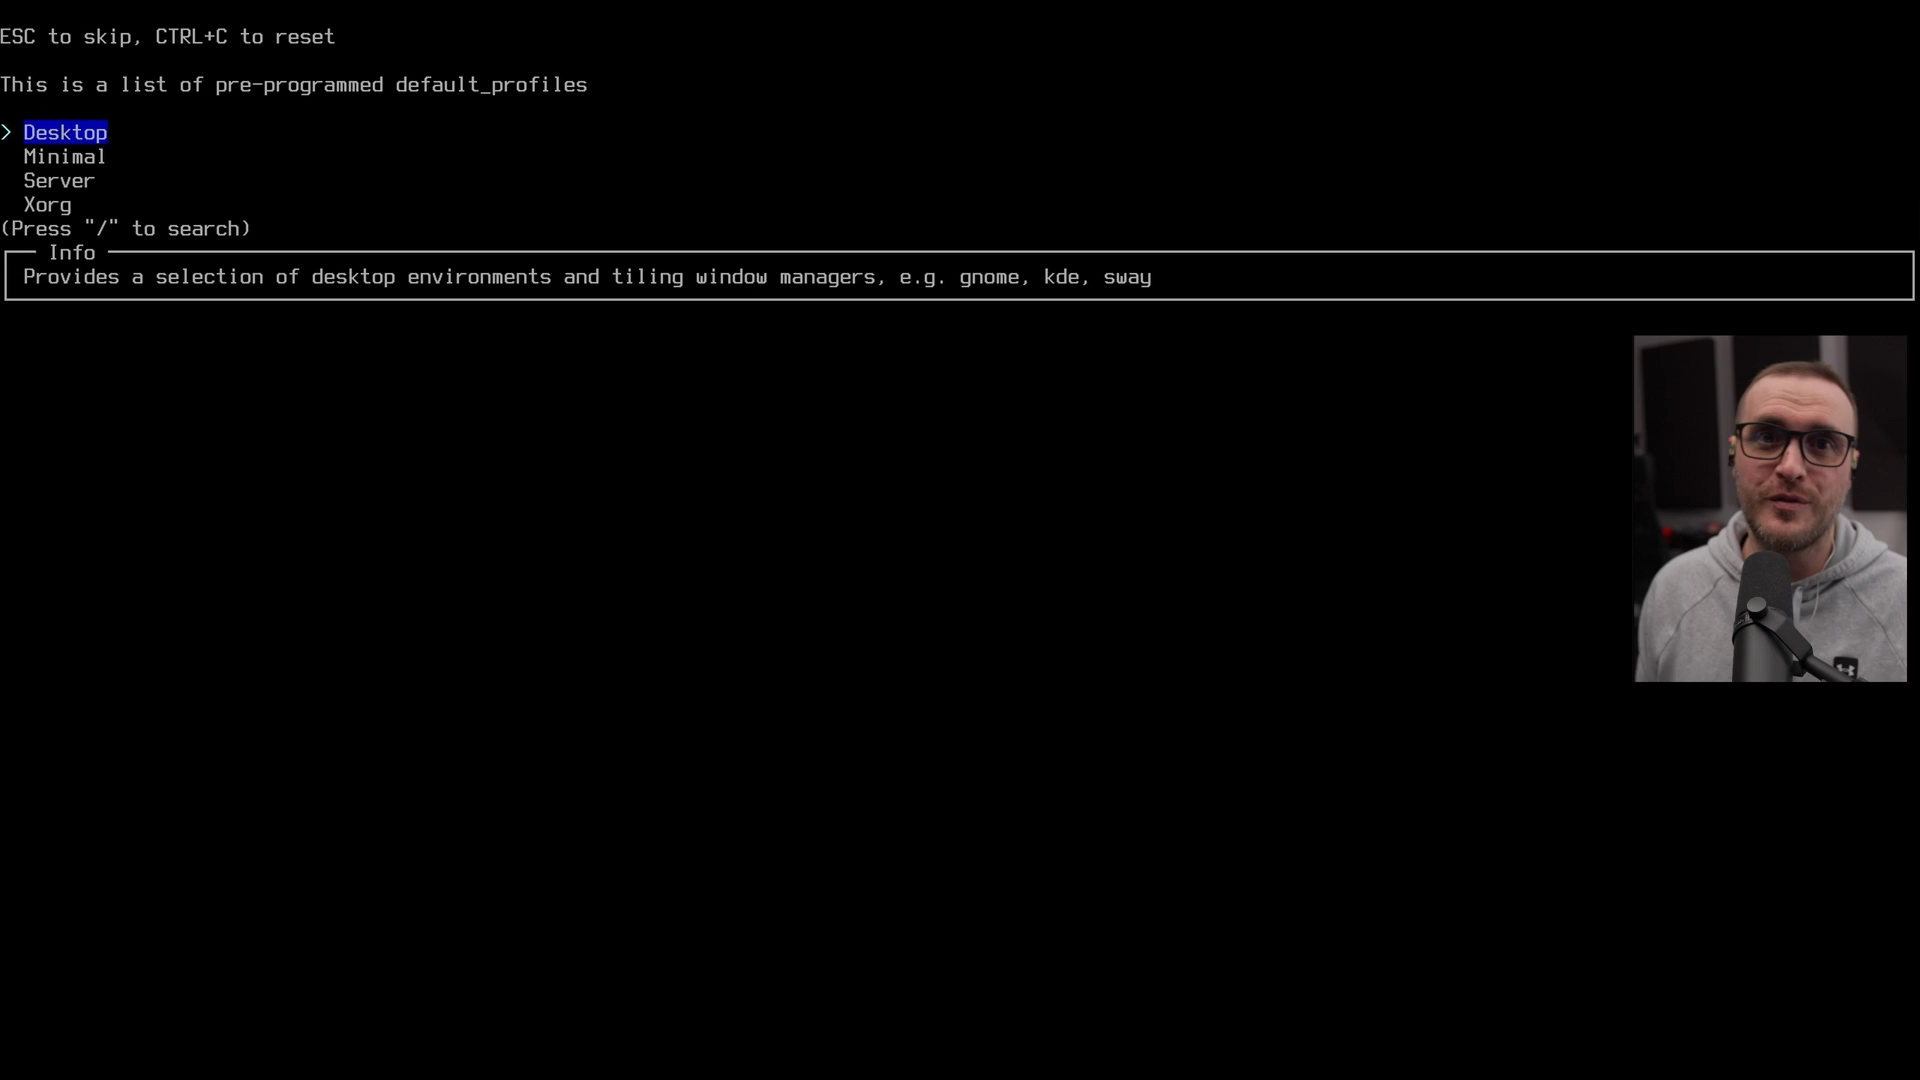 ESC to skip, CTRL+C to reset
This is a list of pre-programmed default_profiles
> Desktop
Minimal
Server
Xorg
(Press "/" to search)
Info
Provides a selection of desktop environments and tiling window managers, e.g. gnome, kde, sway